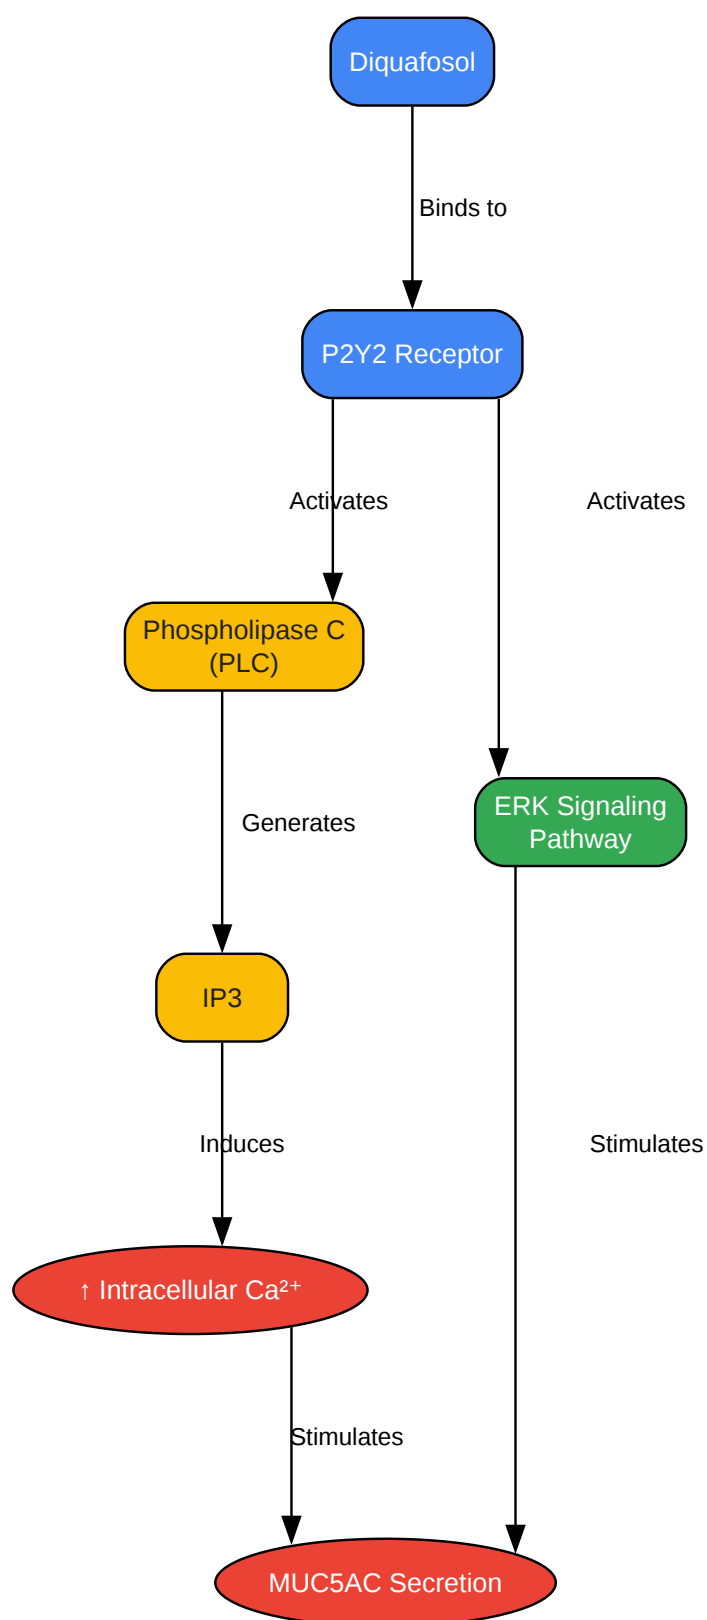 Diquafosol
Binds to
P2Y2 Receptor
Activates
Activates
Phospholipase C
(PLC)
ERK Signaling
Pathway
Generates
IP3
Induces
Stimulates
↑ Intracellular Ca²⁺
Stimulates
MUC5AC Secretion